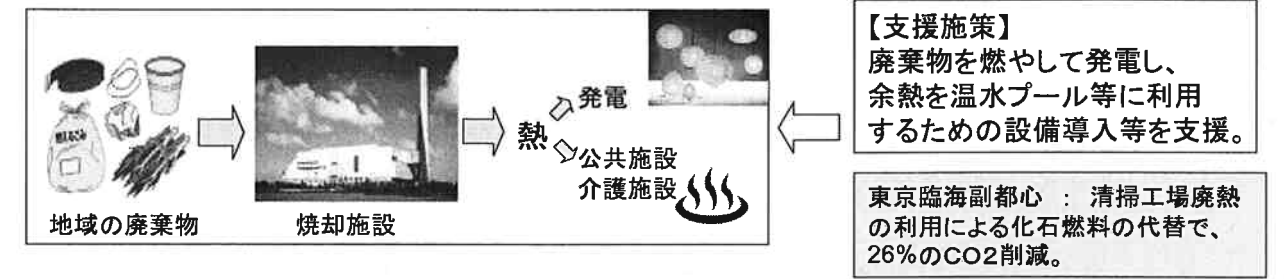 燃えるごみ
地域の廃棄物
焼却施設
熱
発電
公共施設
介護施設
【支援施策】
廃棄物を燃やして発電し、
余熱を温水プール等に利用
するための設備導入等を支援。
東京臨海副都心 : 清掃工場廃熱
の利用による化石燃料の代替で、
26%のCO2削減。